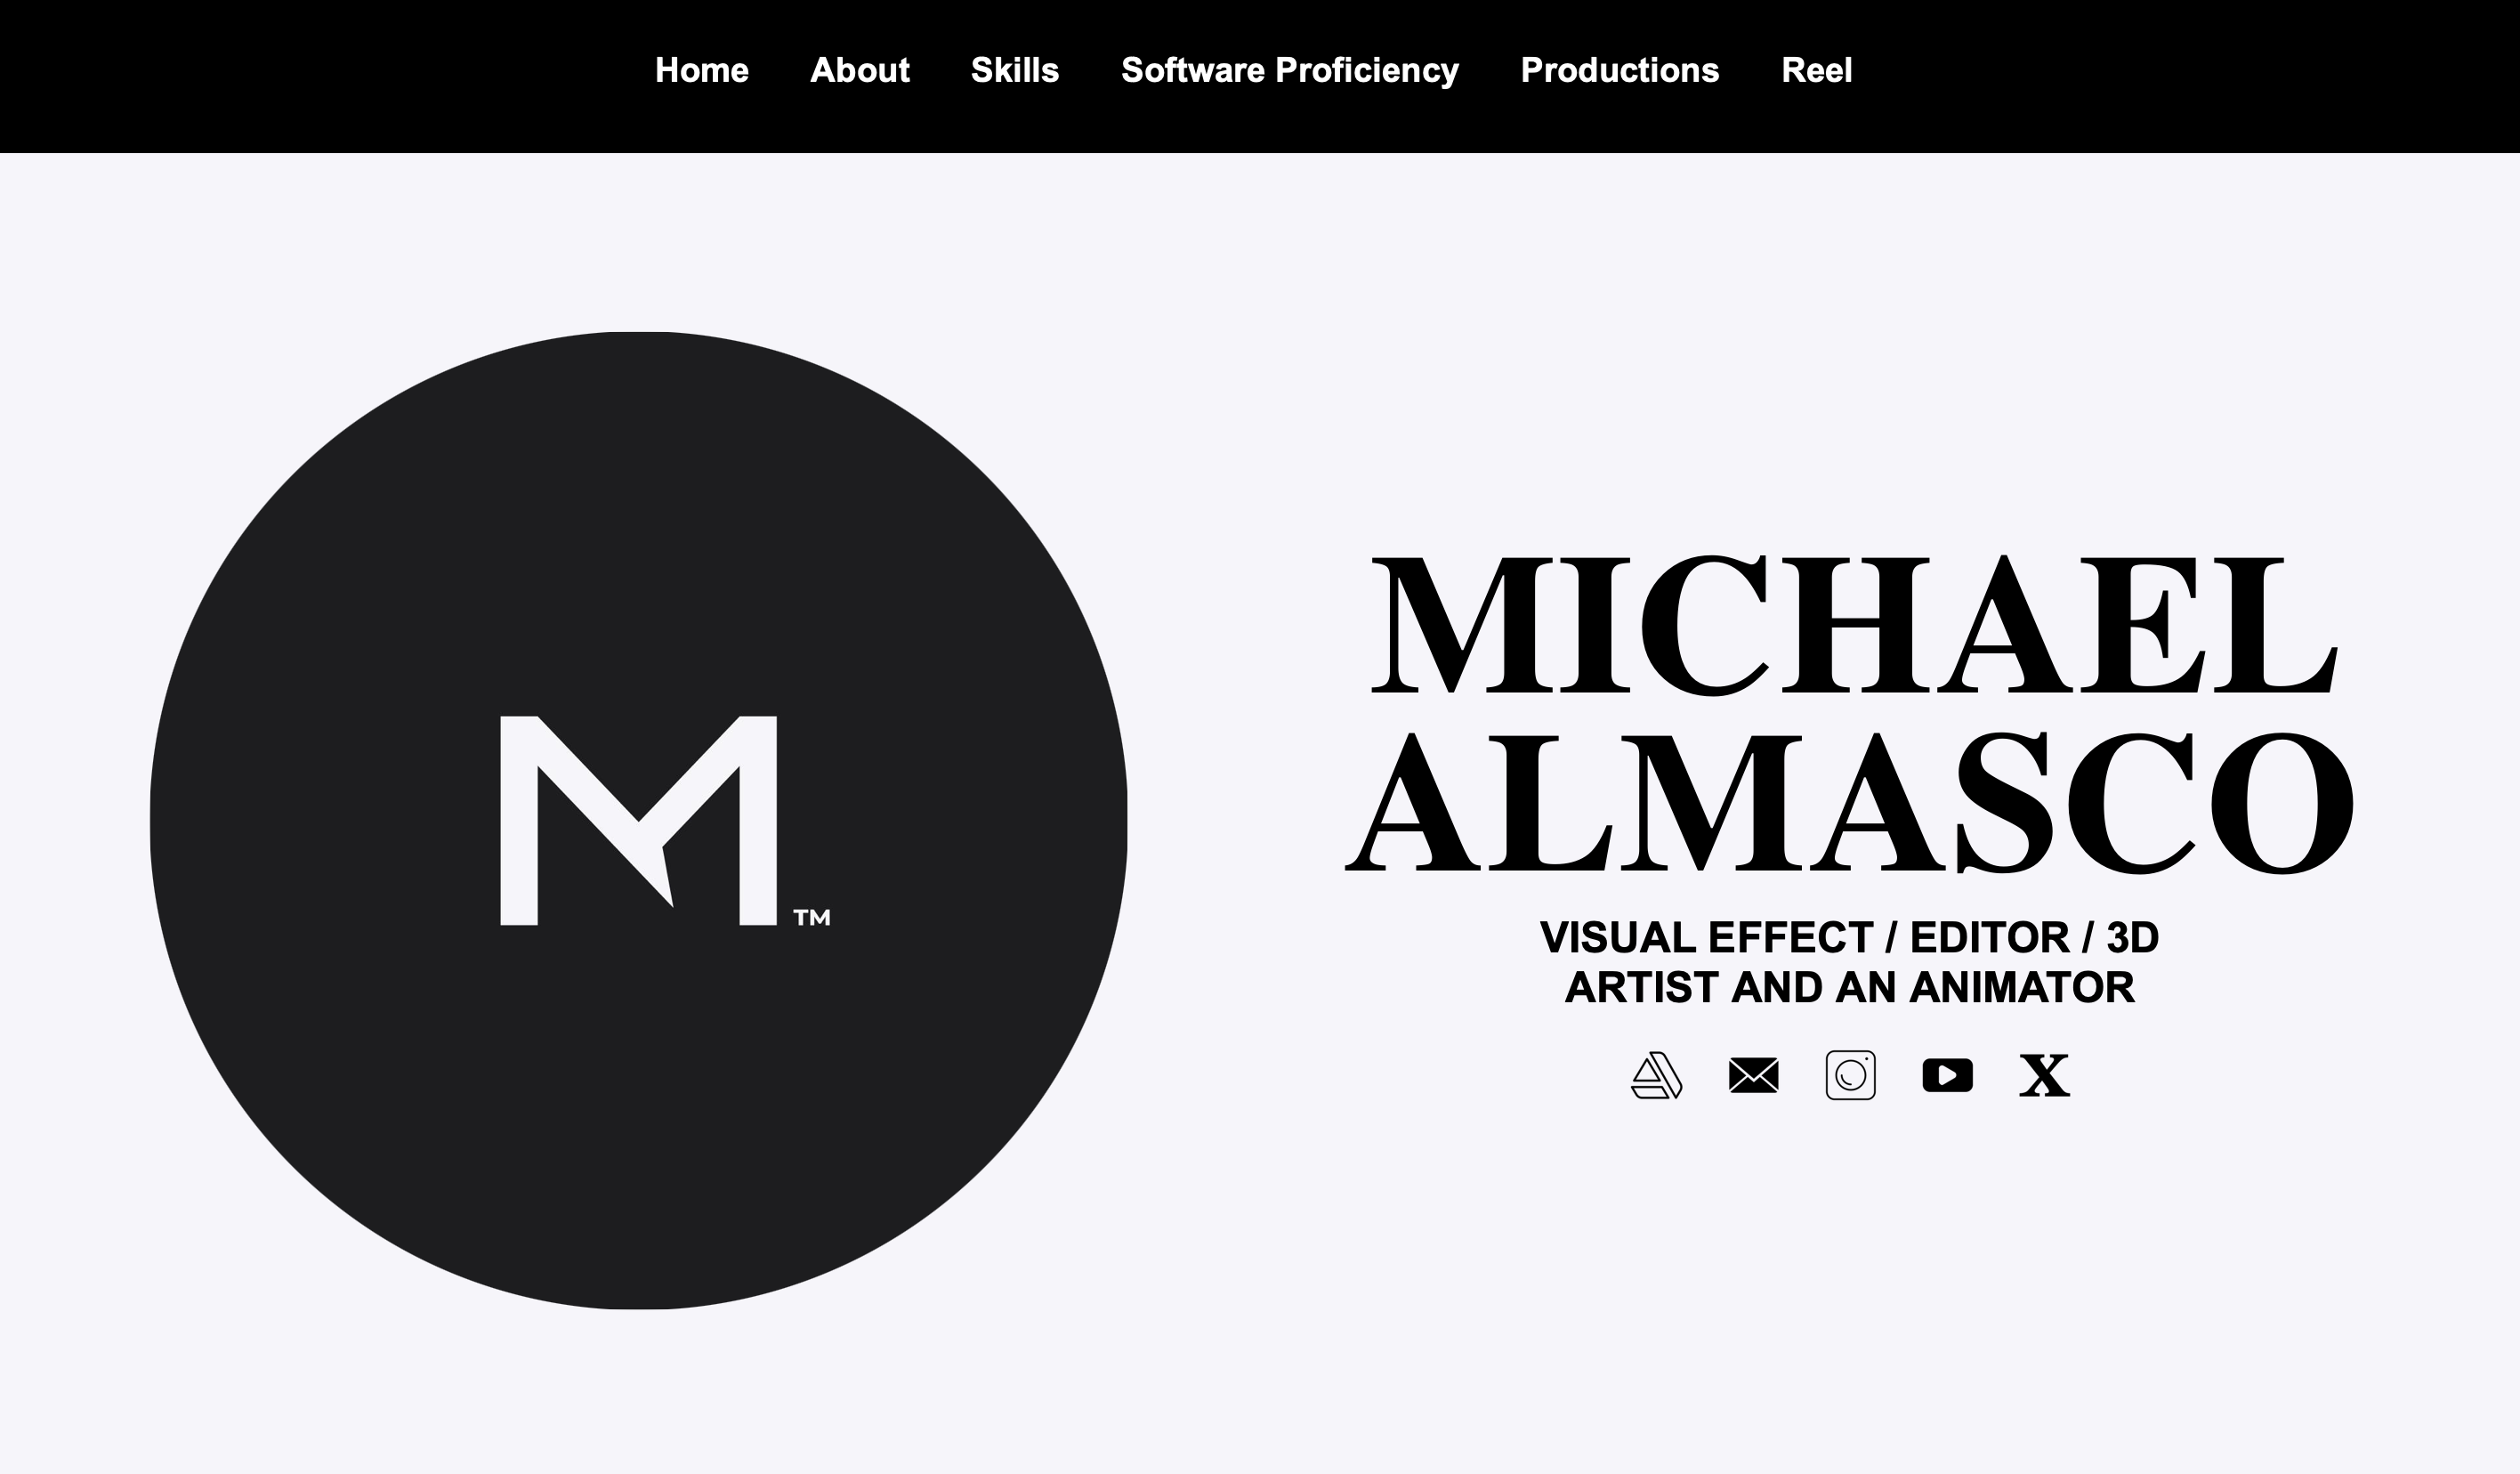 Home About Skills Software Proficiency Productions Reel
M™
MICHAEL
ALMASCO
VISUAL EFFECT / EDITOR / 3D
ARTIST AND AN ANIMATOR
X